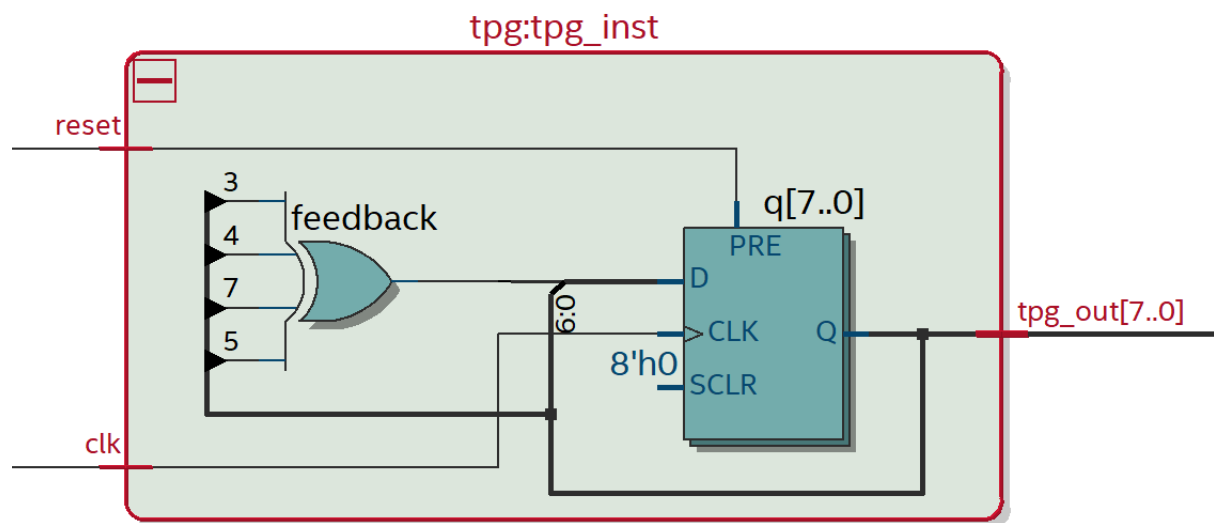 tpg:tpg_inst
reset
3
feedback
4
7
5
q[7..0]
PRE
D
6:0
CLK
Q
8'h0
SCLR
tpg_out[7..0]
clk